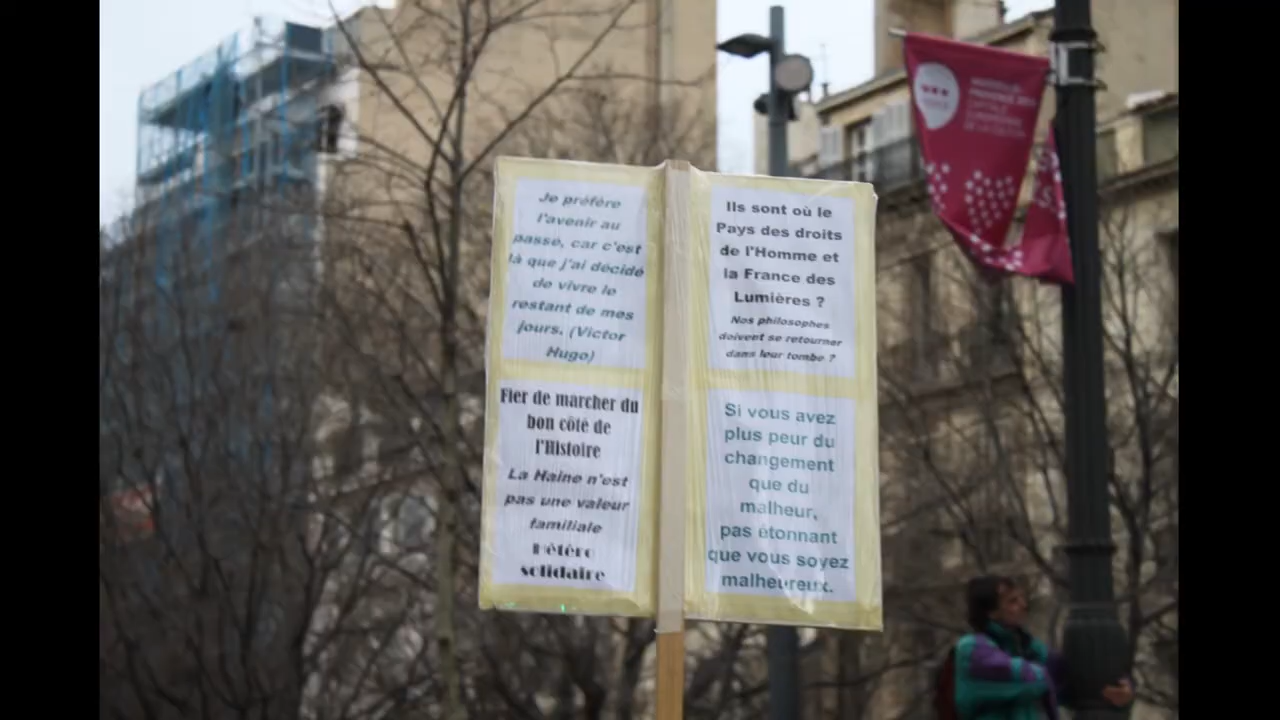 Je préfère
l'avenir au
passé, car c'est
là que j'ai décidé
de vivre le
restant de mes
jours. (Victor
Hugo)
Fier de marcher du
bon côté de
l'Histoire
La Haine n'est
pas une valeur
familiale
Hétéro
solidaire
Ils sont où le
Pays des droits
de l'Homme et
la France des
Lumières ?
Nos philosophes
doivent se retourner
dans leur tombe ?
Si vous avez
plus peur du
changement
que du
malheur,
pas étonnant
que vous soyez
malheureux.